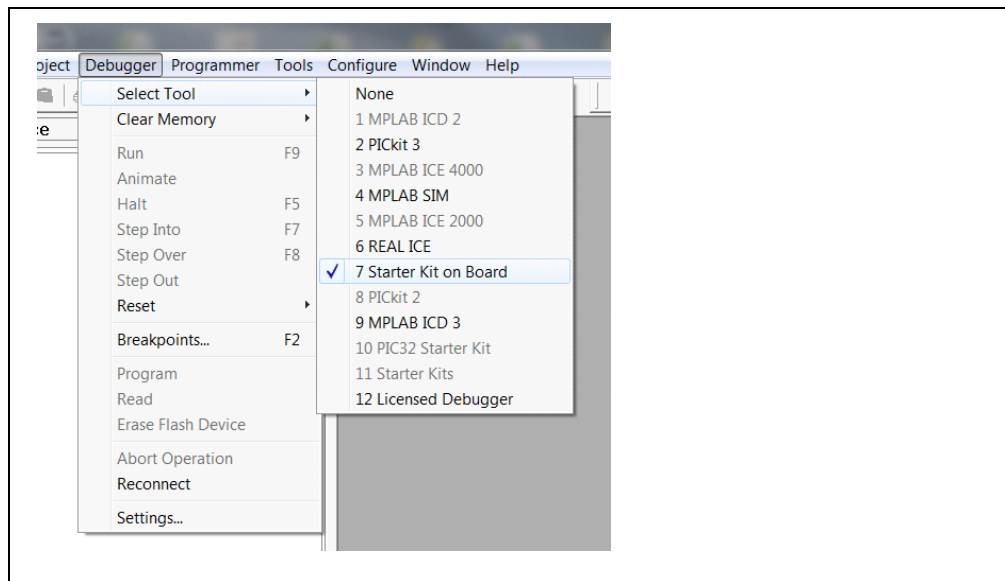 oject Debugger Programmer Tools Configure Window Help
Select Tool
Clear Memory
Run F9
Animate
Halt F5
Step Into F7
Step Over F8
Step Out
Reset
Breakpoints... F2
Program
Read
Erase Flash Device
Abort Operation
Reconnect
Settings...
None
1 MPLAB ICD 2
2 PICkit 3
3 MPLAB ICE 4000
4 MPLAB SIM
5 MPLAB ICE 2000
6 REAL ICE
7 Starter Kit on Board
8 PICkit 2
9 MPLAB ICD 3
10 PIC32 Starter Kit
11 Starter Kits
12 Licensed Debugger